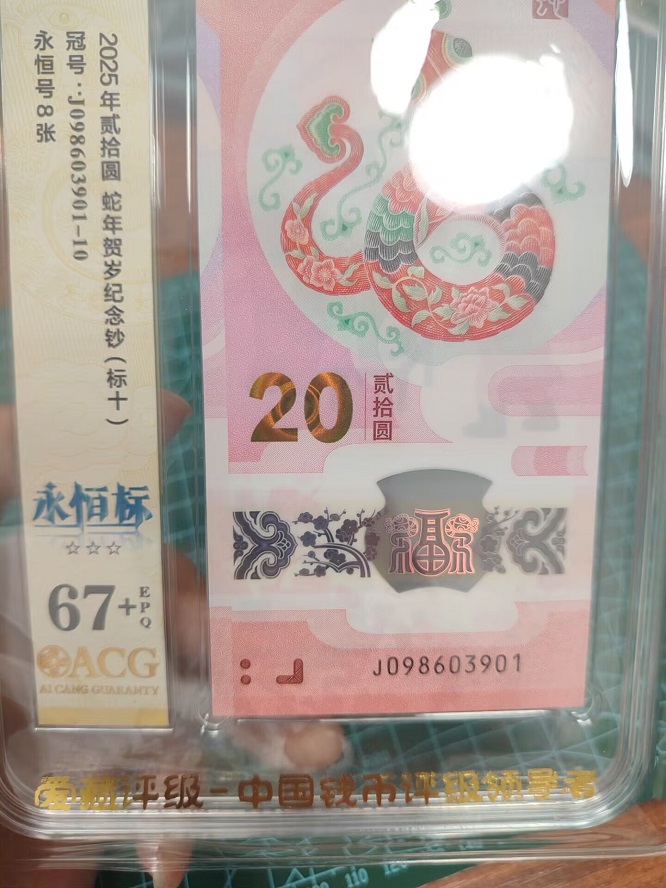 2025年贰拾圆 蛇年贺岁纪念钞(标十)
冠号:J098603901-10
永恒号8张
永恒标
67+EPQ
ACG
AI CANG GUARANTY
20
贰拾圆
J098603901
爱藏评级-中国钱币评级领导者
110